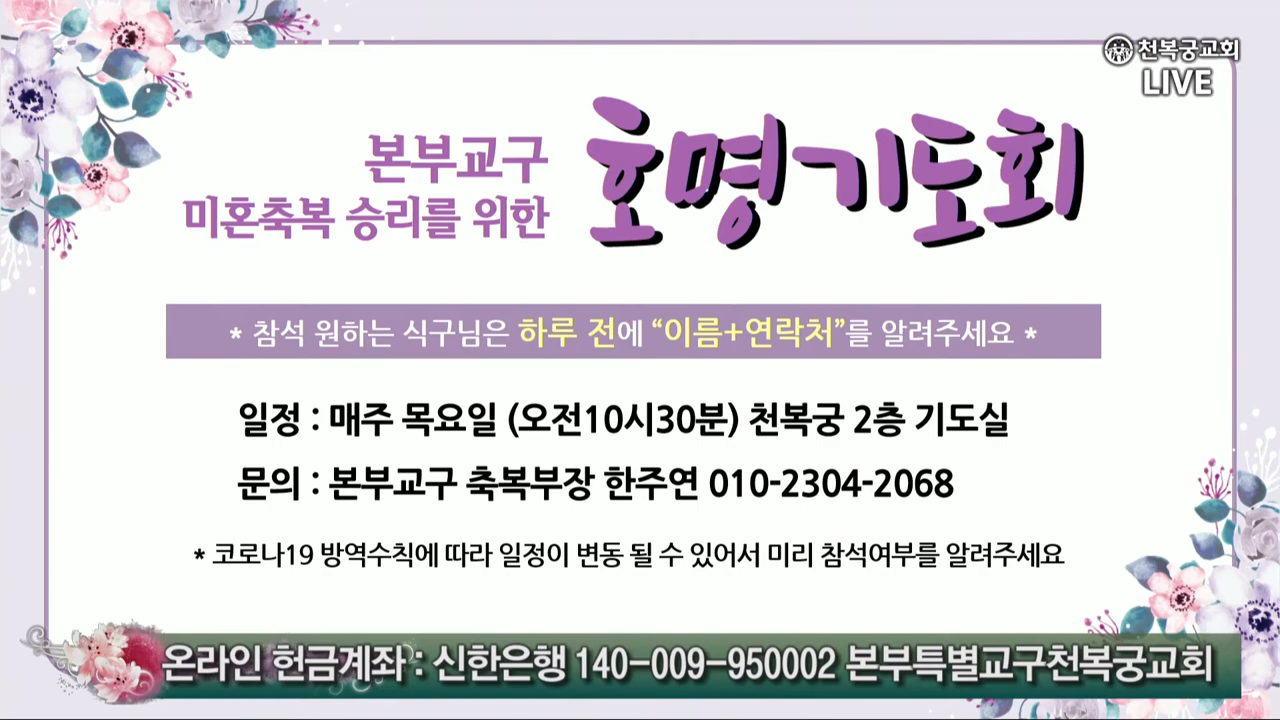 천복궁교회
LIVE
본부교구
미혼축복 승리를 위한
호명기도회
* 참석 원하는 식구님은 하루 전에 “이름+연락처”를 알려주세요 *
일정 : 매주 목요일 (오전10시30분) 천복궁 2층 기도실
문의 : 본부교구 축복부장 한주연 010-2304-2068
* 코로나19 방역수칙에 따라 일정이 변동 될 수 있어서 미리 참석여부를 알려주세요
온라인 헌금계좌 : 신한은행 140-009-950002 본부특별교구천복궁교회